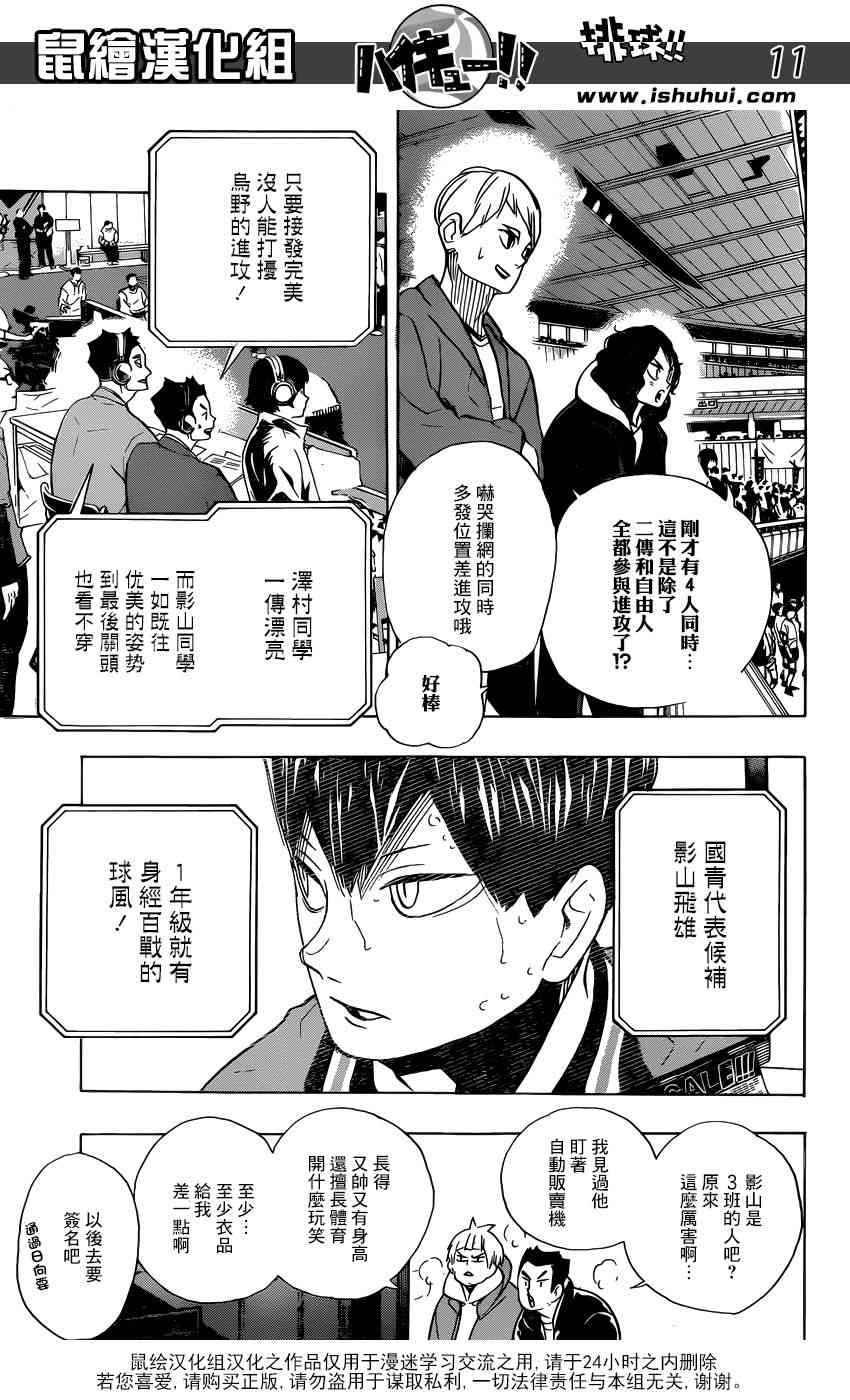 鼠繪漢化組
ハイキュー!!
排球!!
11
www.ishuhui.com
剛才有4人同時…
這不是除了
二傳和自由人
全都參與進攻了!?
嚇哭攔網的同時
多發位置差進攻哦
好棒
只要接發完美
沒人能打擾
烏野的進攻!
澤村同學
一傳漂亮
而影山同學
一如既往
优美的姿势
到最後關頭
也看不穿
國青代表候補
影山飛雄
1年級就有
身經百戰的
球風!
SALE!!!
影山是
3班的人吧?
原來
這麼厲害啊…
我見過他
盯著
自動販賣機
長得
又帥又有身高
還擅長體育
開什麼玩笑
至少…
至少衣品
給我
差一點啊
以後去要
簽名吧
通過日向要
鼠绘汉化组汉化之作品仅用于漫迷学习交流之用, 请于24小时之内删除
若您喜爱, 请购买正版, 请勿盗用于谋取私利, 一切法律责任与本组无关, 谢谢。